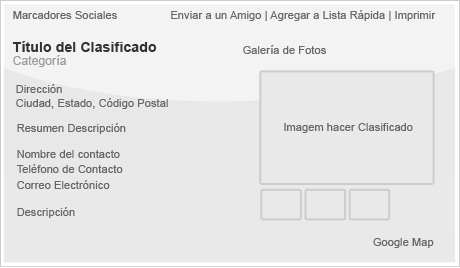 Marcadores Sociales
Enviar a un Amigo | Agregar a Lista Rápida | Imprimir
Título del Clasificado
Categoría
Galería de Fotos
Dirección
Ciudad, Estado, Código Postal
Resumen Descripción
Imagem hacer Clasificado
Nombre del contacto
Teléfono de Contacto
Correo Electrónico
Descripción
Google Map